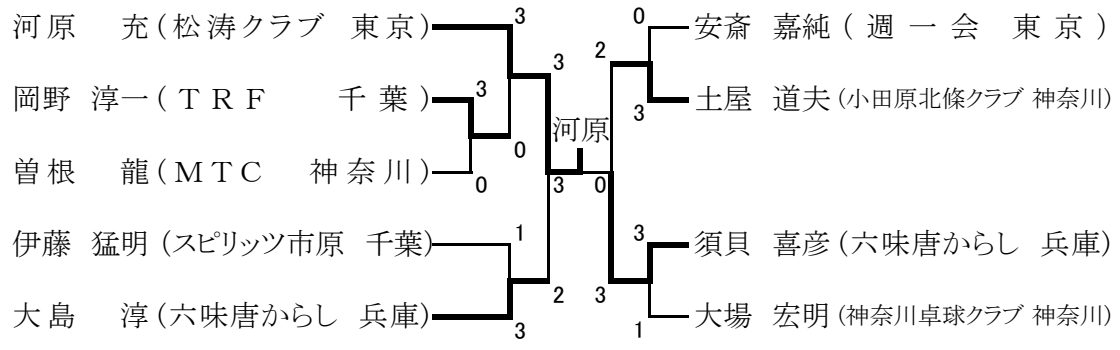 河原 充(松涛クラブ 東京)
岡野 淳一(TRF 千葉)
曽根 龍(MTC 神奈川)
伊藤 猛明(スピリッツ市原 千葉)
大島 淳(六味唐からし 兵庫)
3
3
3
0
0
1
3
2
河原
3
0
0
2
3
3
3
1
安斎 嘉純(週一会 東京)
土屋 道夫(小田原北條クラブ 神奈川)
須貝 喜彦(六味唐からし 兵庫)
大場 宏明(神奈川卓球クラブ 神奈川)